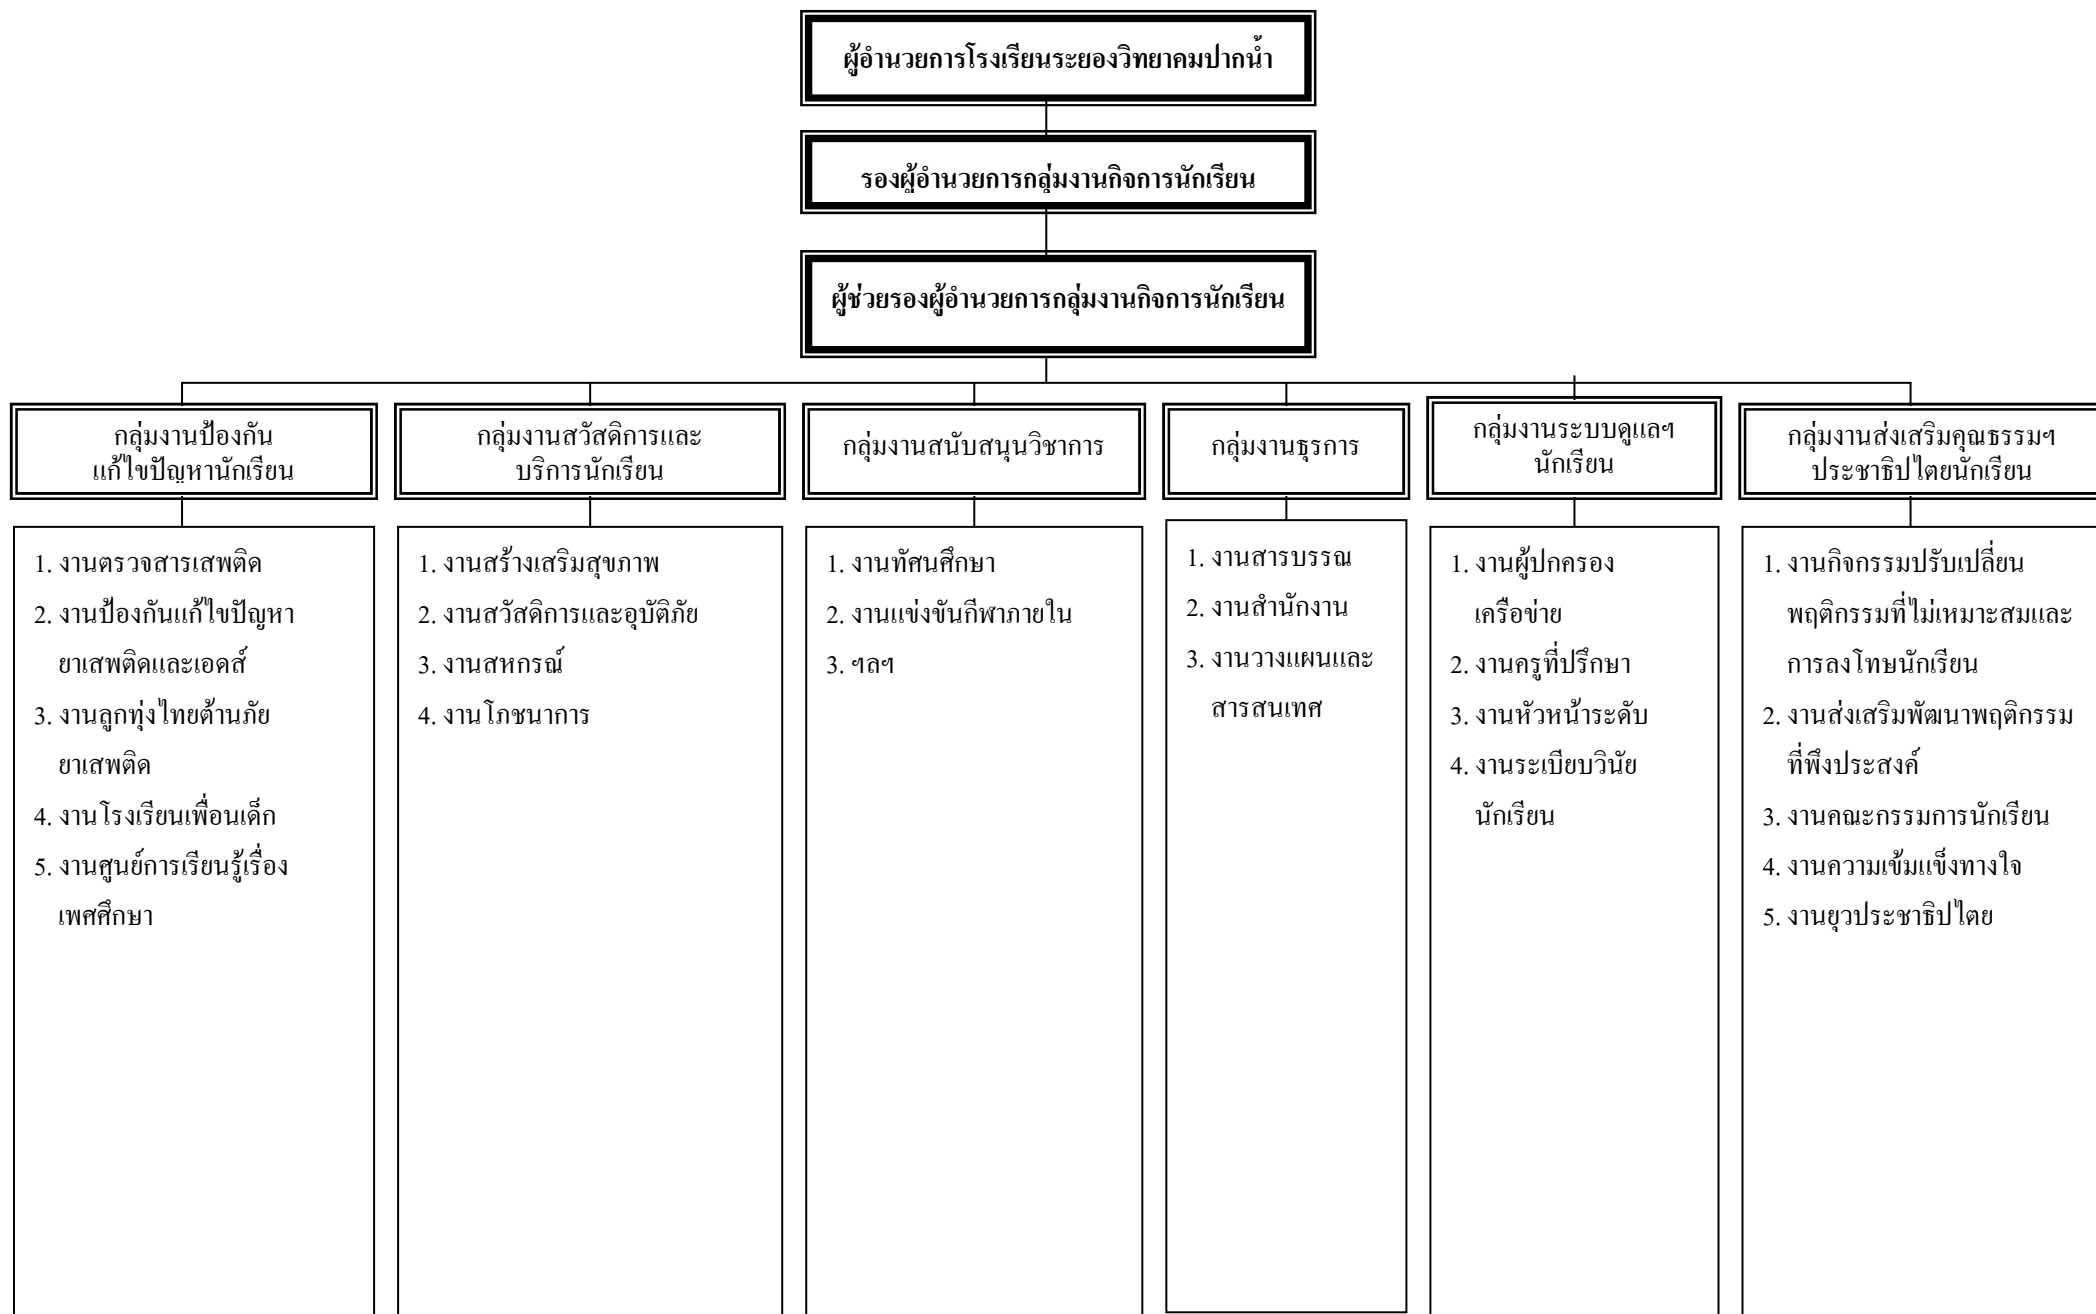 ผู้อำนวยการโรงเรียนระยองวิทยาคมปากน้ำ
รองผู้อำนวยการกลุ่มงานกิจการนักเรียน
ผู้ช่วยรองผู้อำนวยการกลุ่มงานกิจการนักเรียน
กลุ่มงานป้องกัน
แก้ไขปัญหานักเรียน
1. งานตรวจสารเสพติด
2. งานป้องกันแก้ไขปัญหา
ยาเสพติดและเอดส์
3. งานลูกทุ่งไทยต้านภัย
ยาเสพติด
4. งานโรงเรียนเพื่อนเด็ก
5. งานศูนย์การเรียนรู้เรื่อง
เพศศึกษา
กลุ่มงานสวัสดิการและ
บริการนักเรียน
1. งานสร้างเสริมสุขภาพ
2. งานสวัสดิการและอุบัติภัย
3. งานสหกรณ์
4. งานโภชนาการ
กลุ่มงานสนับสนุนวิชาการ
1. งานทัศนศึกษา
2. งานแข่งขันกีฬาภายใน
3. ฯลฯ
กลุ่มงานธุรการ
1. งานสารบรรณ
2. งานสำนักงาน
3. งานวางแผนและ
สารสนเทศ
กลุ่มงานระบบดูแลฯ
นักเรียน
1. งานผู้ปกครอง
เครือข่าย
2. งานครูที่ปรึกษา
3. งานหัวหน้าระดับ
4. งานระเบียบวินัย
นักเรียน
กลุ่มงานส่งเสริมคุณธรรมฯ
ประชาธิปไตยนักเรียน
1. งานกิจกรรมปรับเปลี่ยน
พฤติกรรมที่ไม่เหมาะสมและ
การลงโทษนักเรียน
2. งานส่งเสริมพัฒนาพฤติกรรม
ที่พึงประสงค์
3. งานคณะกรรมการนักเรียน
4. งานความเข้มแข็งทางใจ
5. งานยุวประชาธิปไตย